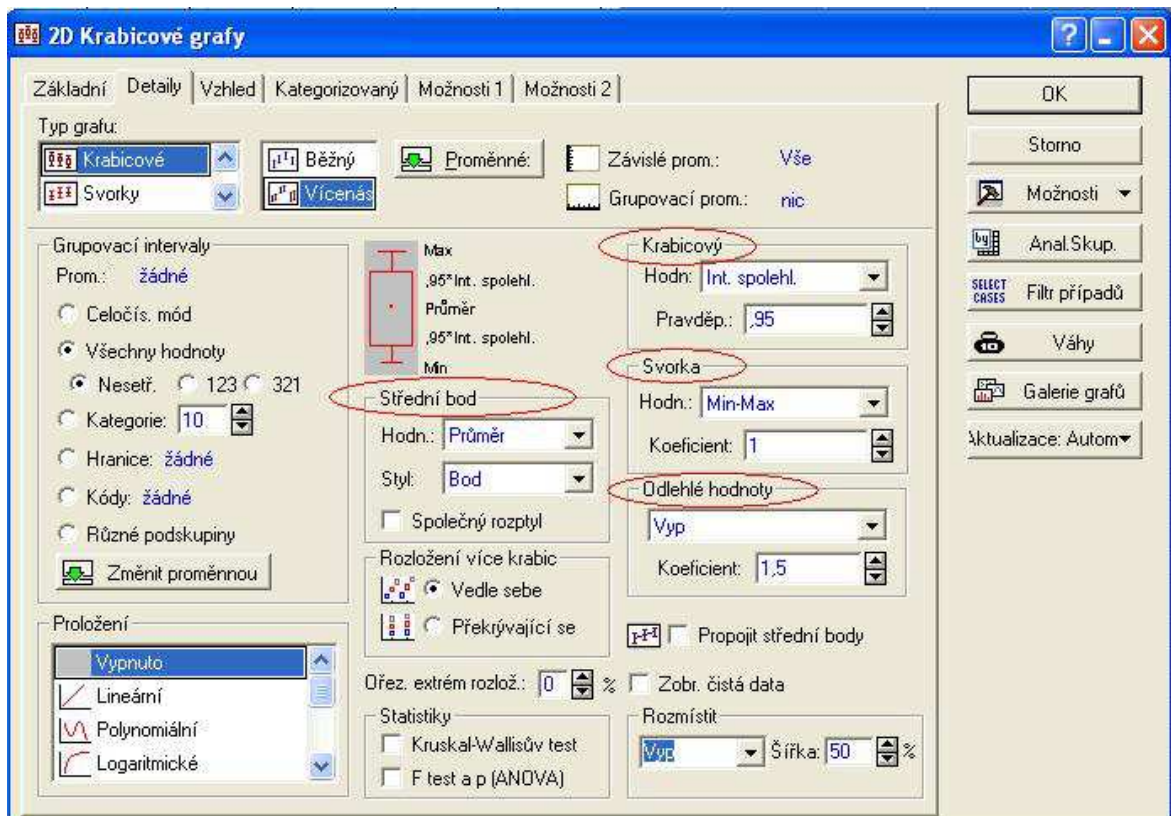 2D Krabicové grafy
Základní Detaily Vzhled Kategorizovaný Možnosti 1 Možnosti 2
Typ grafu:
Krabicové
Svorky
Běžný
Vícenás
Proměnné:
Závislé prom.: Vše
Grupovací prom.: nic
Grupovací intervaly
Prom.: žádné
Celočís. mód
Všechny hodnoty
Nesetř. 123 321
Kategorie: 10
Hranice: žádné
Kódy: žádné
Různé podskupiny
Změnit proměnnou
Proložení
Vypnuto
Lineární
Polynomiální
Logaritmické
Max
,95*Int. spolehl.
Průměr
,95*Int. spolehl.
Min
Střední bod
Hodn.: Průměr
Styl: Bod
Společný rozptyl
Rozložení více krabic
Vedle sebe
Překrývající se
Ořez. extrém rozlož.: 0 %
Statistiky
Kruskal-Wallisův test
F test a p (ANOVA)
Krabicový
Hodn: Int. spolehl.
Pravděp.: ,95
Svorka
Hodn.: Min-Max
Koeficient: 1
Odlehlé hodnoty
Vyp
Koeficient: 1,5
Propojit střední body
Zobr. čistá data
Rozmístit
Vyp Šířka: 50 %
OK
Storno
Možnosti
by Anal.Skup.
SELECT CASES Filtr případů
Váhy
Galerie grafů
Aktualizace: Autom